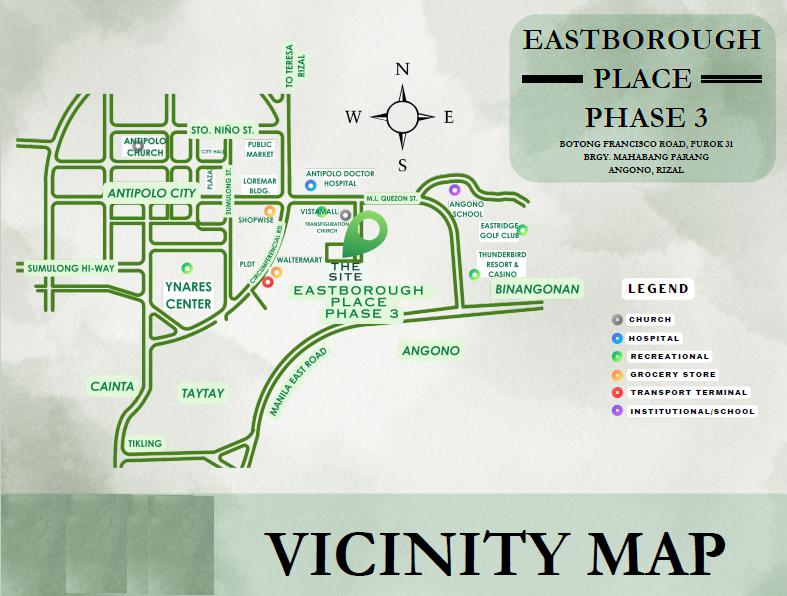 EASTBOROUGH
PLACE
PHASE 3
BOTONG FRANCISCO ROAD, PUROK 31
BRGY. MAHABANG PARANG
ANGONO, RIZAL
TO TERESA
RIZAL
N
W
E
S
STO. NIÑO ST.
ANTIPOLO
CHURCH
CITY HALL
PUBLIC
MARKET
PLAZA
SUMULONG ST.
LOREMAR
BLDG.
ANTIPOLO DOCTOR
HOSPITAL
ANTIPOLO CITY
M.L. QUEZON ST.
ANGONO
SCHOOL
SHOPWISE
VISTAMALL
TRANSFIGURATION
CHURCH
EASTRIDGE
GOLF CLUB
CIRCUMFERENCIAL RD.
PLDT
WALTERMART
THUNDERBIRD
RESORT &
CASINO
SUMULONG HI-WAY
THE
SITE
YNARES
CENTER
EASTBOROUGH
PLACE
PHASE 3
BINANGONAN
LEGEND
CHURCH
HOSPITAL
RECREATIONAL
GROCERY STORE
TRANSPORT TERMINAL
INSTITUTIONAL/SCHOOL
ANGONO
MANILA EAST ROAD
CAINTA
TAYTAY
TIKLING
VICINITY MAP